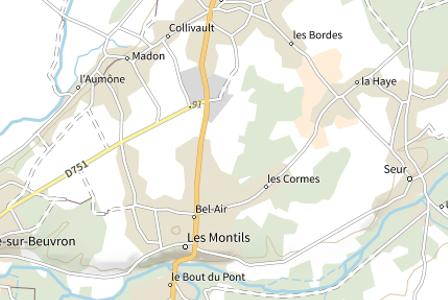 Collivault
les Bordes
Madon
l'Aumône
la Haye
91
D751
Seur
les Cormes
Bel-Air
Les Montils
e-sur-Beuvron
le Bout du Pont